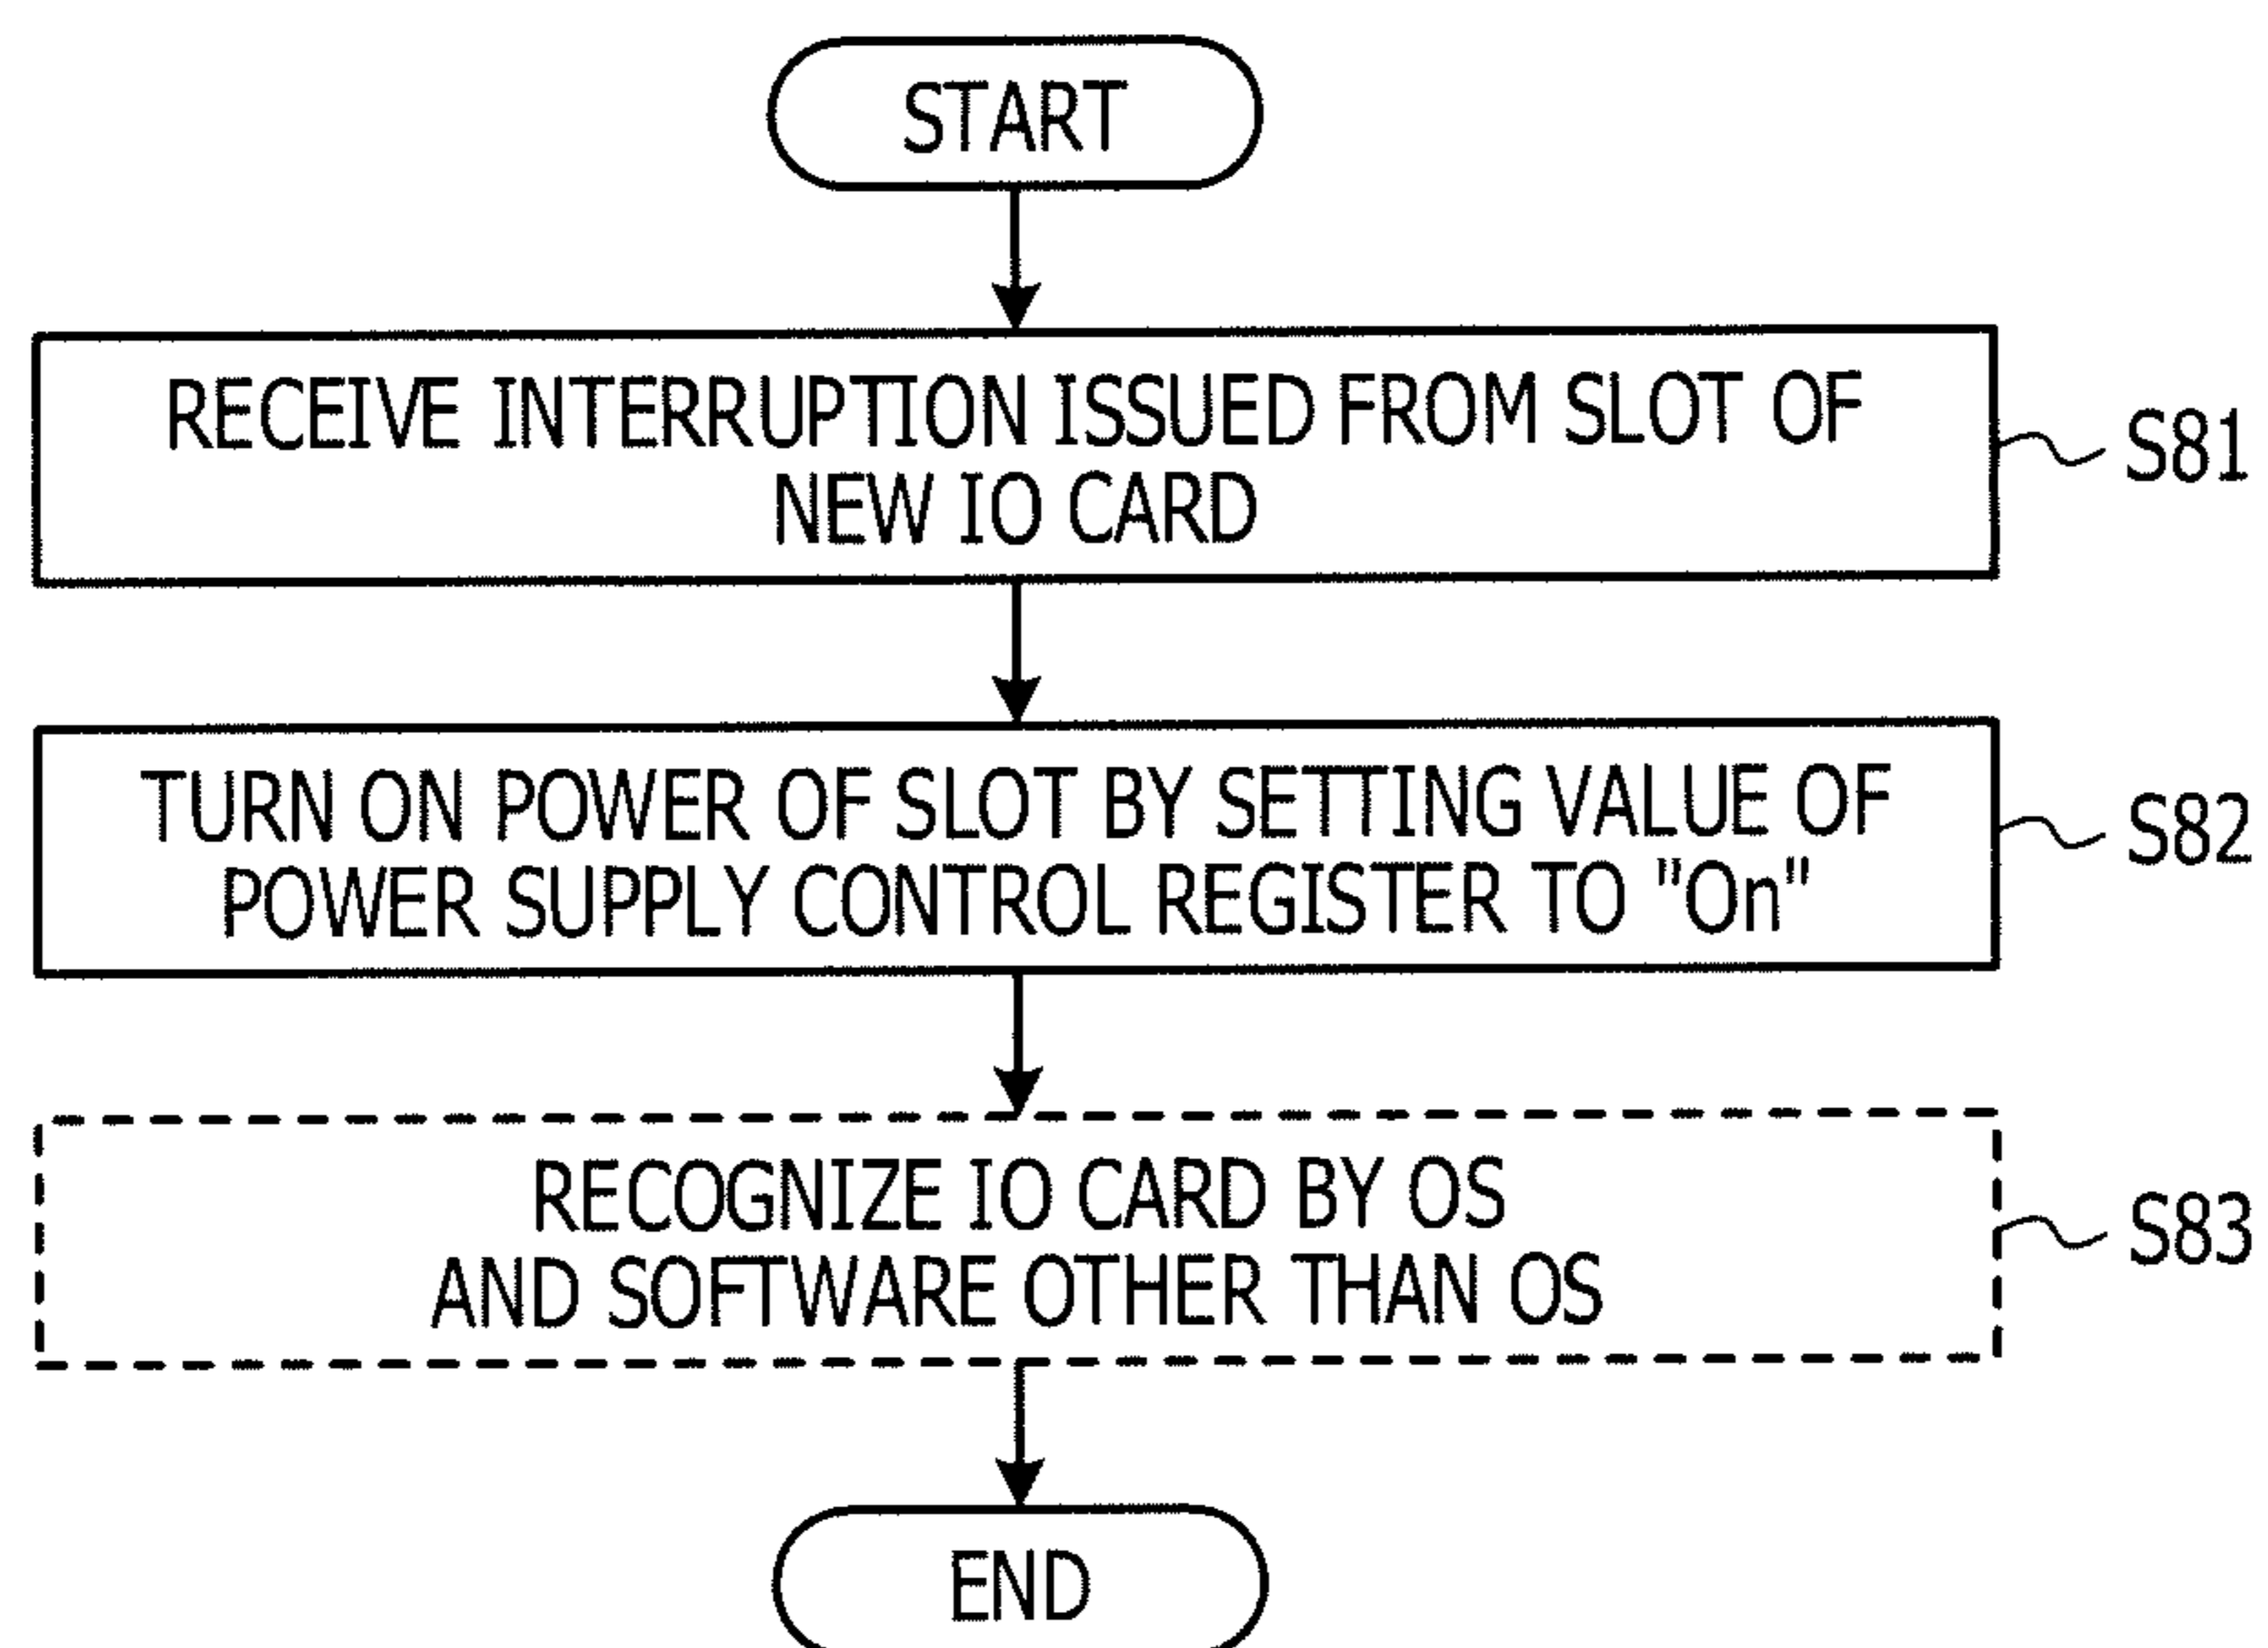 START
RECEIVE INTERRUPTION ISSUED FROM SLOT OF
NEW IO CARD
S81
TURN ON POWER OF SLOT BY SETTING VALUE OF
POWER SUPPLY CONTROL REGISTER TO "On"
S82
RECOGNIZE IO CARD BY OS
AND SOFTWARE OTHER THAN OS
S83
END